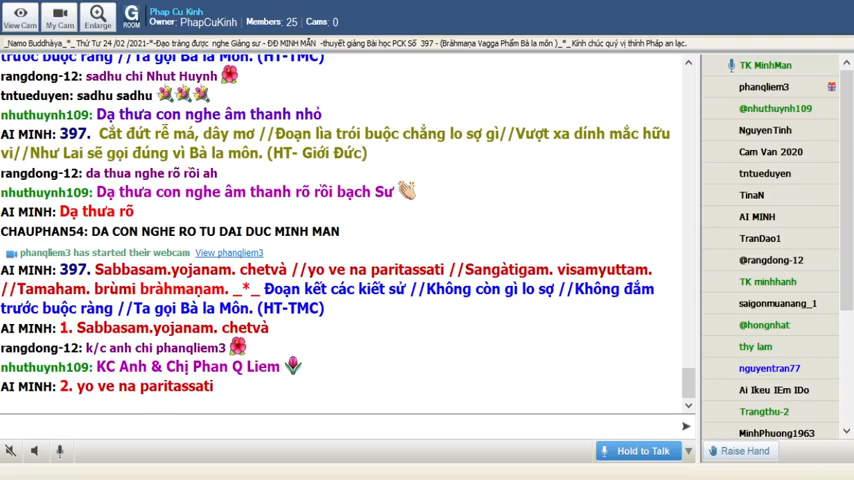 Phap Cu Kinh
Owner: PhapCuKinh | Members: 25 | Cams: 0
View Cam
My Cam
Enlarge
G
ROOM
_Namo Buddhàya_*_ Thứ Tư 24 /02 /2021-*-Đạo tràng được nghe Giảng sư - ĐĐ MINH MẪN -thuyết giảng Bài học PCK Số 397 - (Bràhmaṇa Vagga Phẩm Bà la môn )_*_ Kính chúc quý vị thính Pháp an lạc.
trước buộc ràng //Ta gọi Bà la Môn. (HT-TMC)
rangdong-12: sadhu chi Nhut Huynh
tntueduyen: sadhu sadhu
nhuthuyen109: Dạ thưa con nghe âm thanh nhỏ
AI MINH: 397. Cắt đứt rễ má, dây mơ //Đoạn lìa trói buộc chẳng lo sợ gì//Vượt xa dính mắc hữu
vi//Như Lai sẽ gọi đúng vì Bà la môn. (HT- Giới Đức)
rangdong-12: da thua nghe rõ rồi ah
nhuthuyen109: Dạ thưa con nghe âm thanh rõ rồi bạch Sư
AI MINH: Dạ thưa rõ
CHAUPHAN54: DA CON NGHE RO TU DAI DUC MINH MAN
phanqliem3 has started their webcam View phanqliem3
AI MINH: 397. Sabbasam.yojanam. chetvà //yo ve na paritassati //Sangàtigam. visamyuttam.
//Tamaham. brùmi bràhmaṇam. _*_ Đoạn kết các kiết sử //Không còn gì lo sợ //Không đắm
trước buộc ràng //Ta gọi Bà la Môn. (HT-TMC)
AI MINH: 1. Sabbasam.yojanam. chetvà
rangdong-12: k/c anh chi phanqliem3
nhuthuyen109: KC Anh & Chị Phan Q Liem
AI MINH: 2. yo ve na paritassati
Hold to Talk
Raise Hand
TK MinhMan
phanqliem3
@nhuthuyen109
NguyenTinh
Cam Van 2020
tntueduyen
TinaN
AI MINH
TranDao1
@rangdong-12
TK minhhanh
saigonmuanang_1
@hongnhat
thy lam
nguyentran77
Ai Ikeu IEm IDo
Trangthu-2
MinhPhuong1963